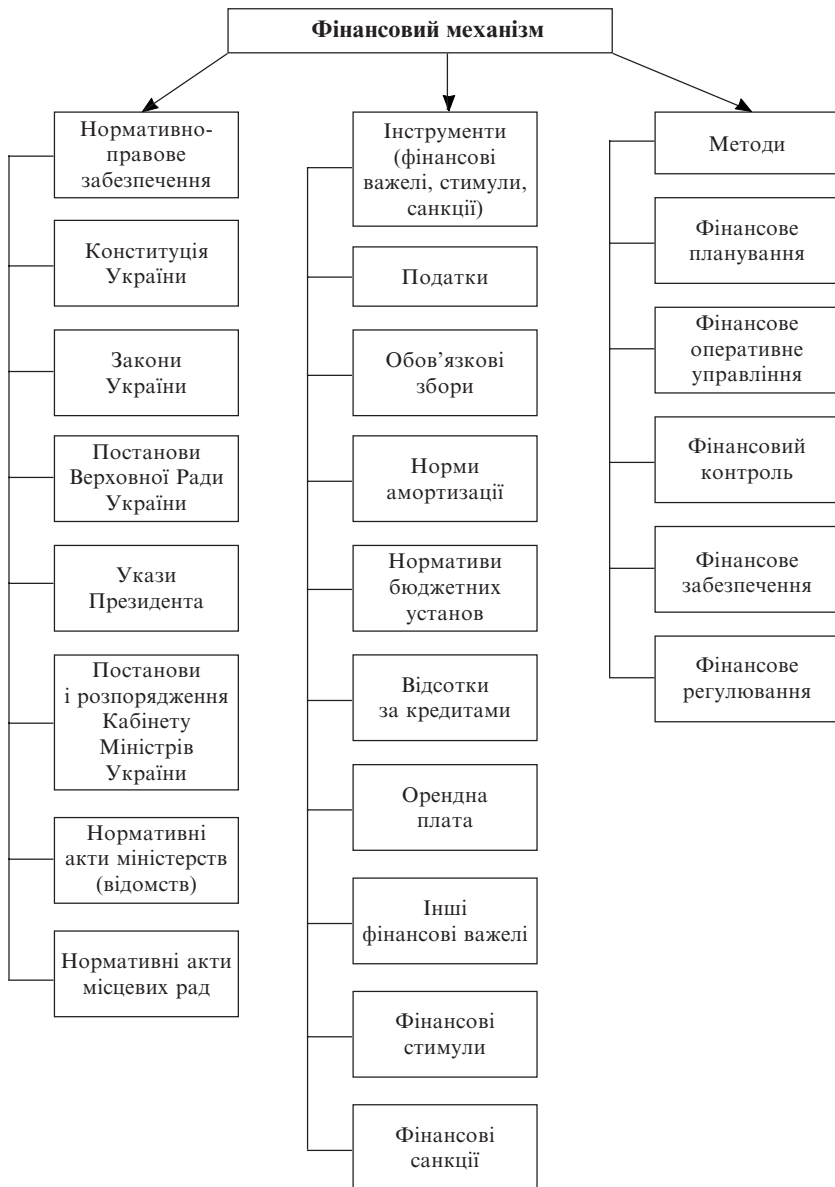 Фінансовий механізм
Нормативно-
правове
забезпечення
Конституція
України
Закони
України
Постанови
Верховної Ради
України
Укази
Президента
Постанови
і розпорядження
Кабінету
Міністрів
України
Нормативні
акти міністерств
(відомств)
Нормативні акти
місцевих рад
Інструменти
(фінансові
важелі, стимули,
санкції)
Податки
Обов’язкові
збори
Норми
амортизації
Нормативи
бюджетних
установ
Відсотки
за кредитами
Орендна
плата
Інші
фінансові важелі
Фінансові
стимули
Фінансові
санкції
Методи
Фінансове
планування
Фінансове
оперативне
управління
Фінансовий
контроль
Фінансове
забезпечення
Фінансове
регулювання